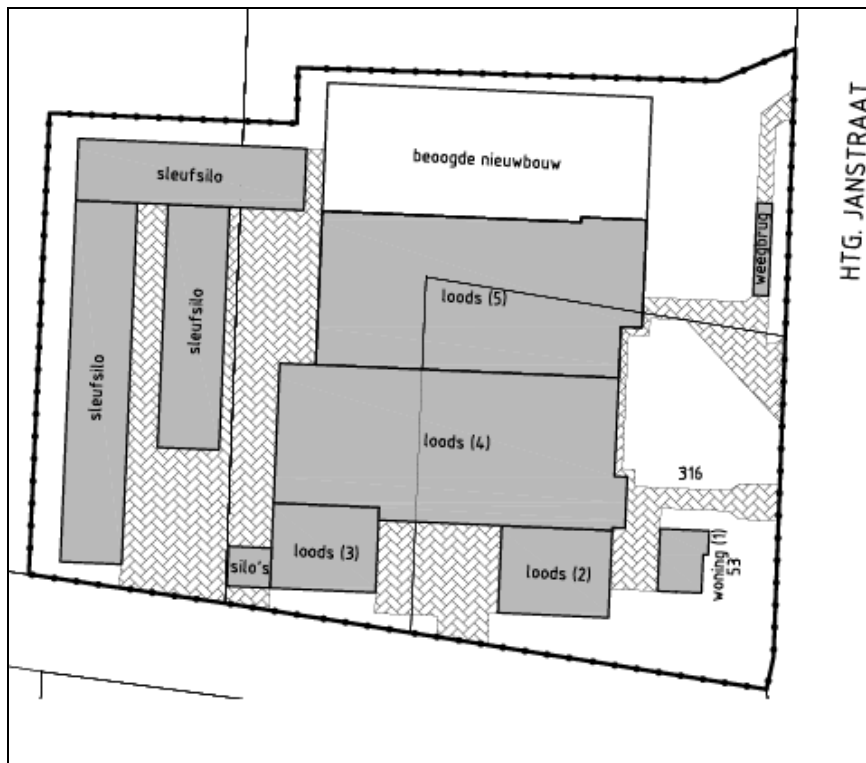 beoogde nieuwbouw
sleufsilo
HTG. JANSTRAAT
weegbrug
sleufsilo
loods (5)
sleufsilo
loods (4)
316
loods (3)
silo's
loods (2)
woning (1)
53